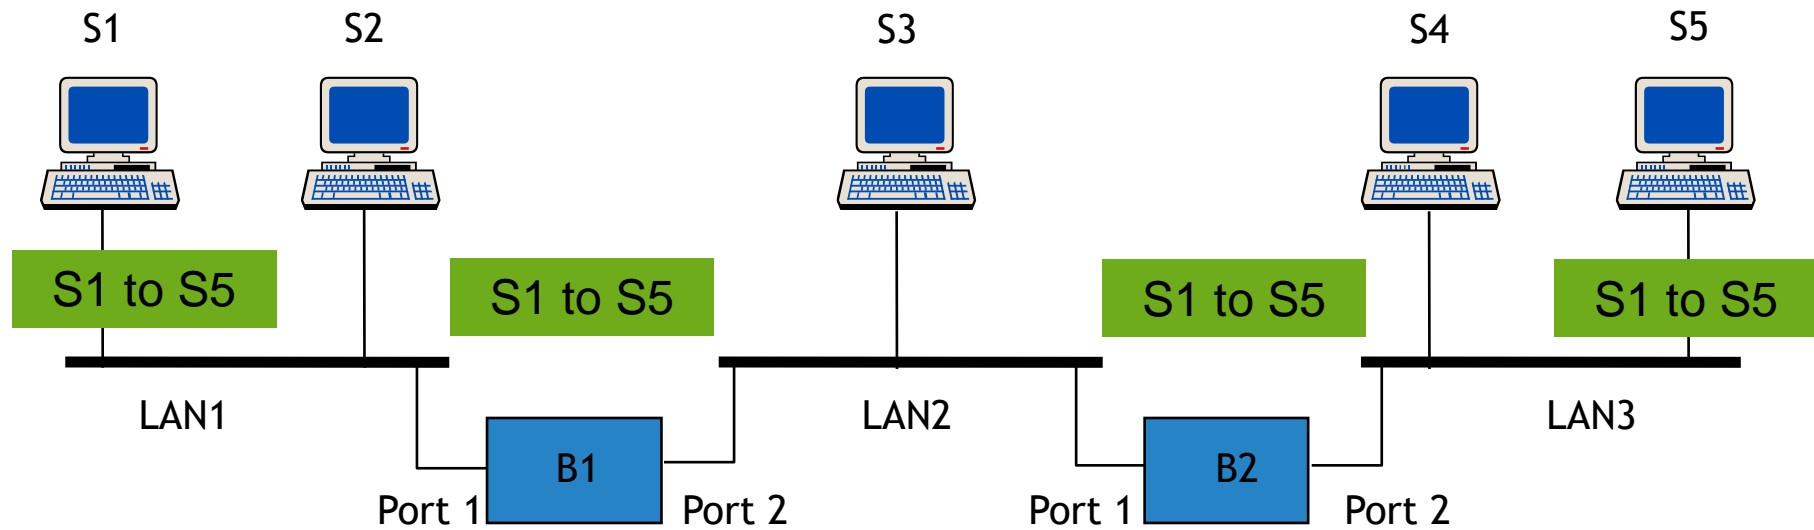 S1
S2
S3
S4
S5
S1 to S5
S1 to S5
S1 to S5
S1 to S5
LAN1
LAN2
LAN3
B1
B2
Port 1
Port 2
Port 1
Port 2